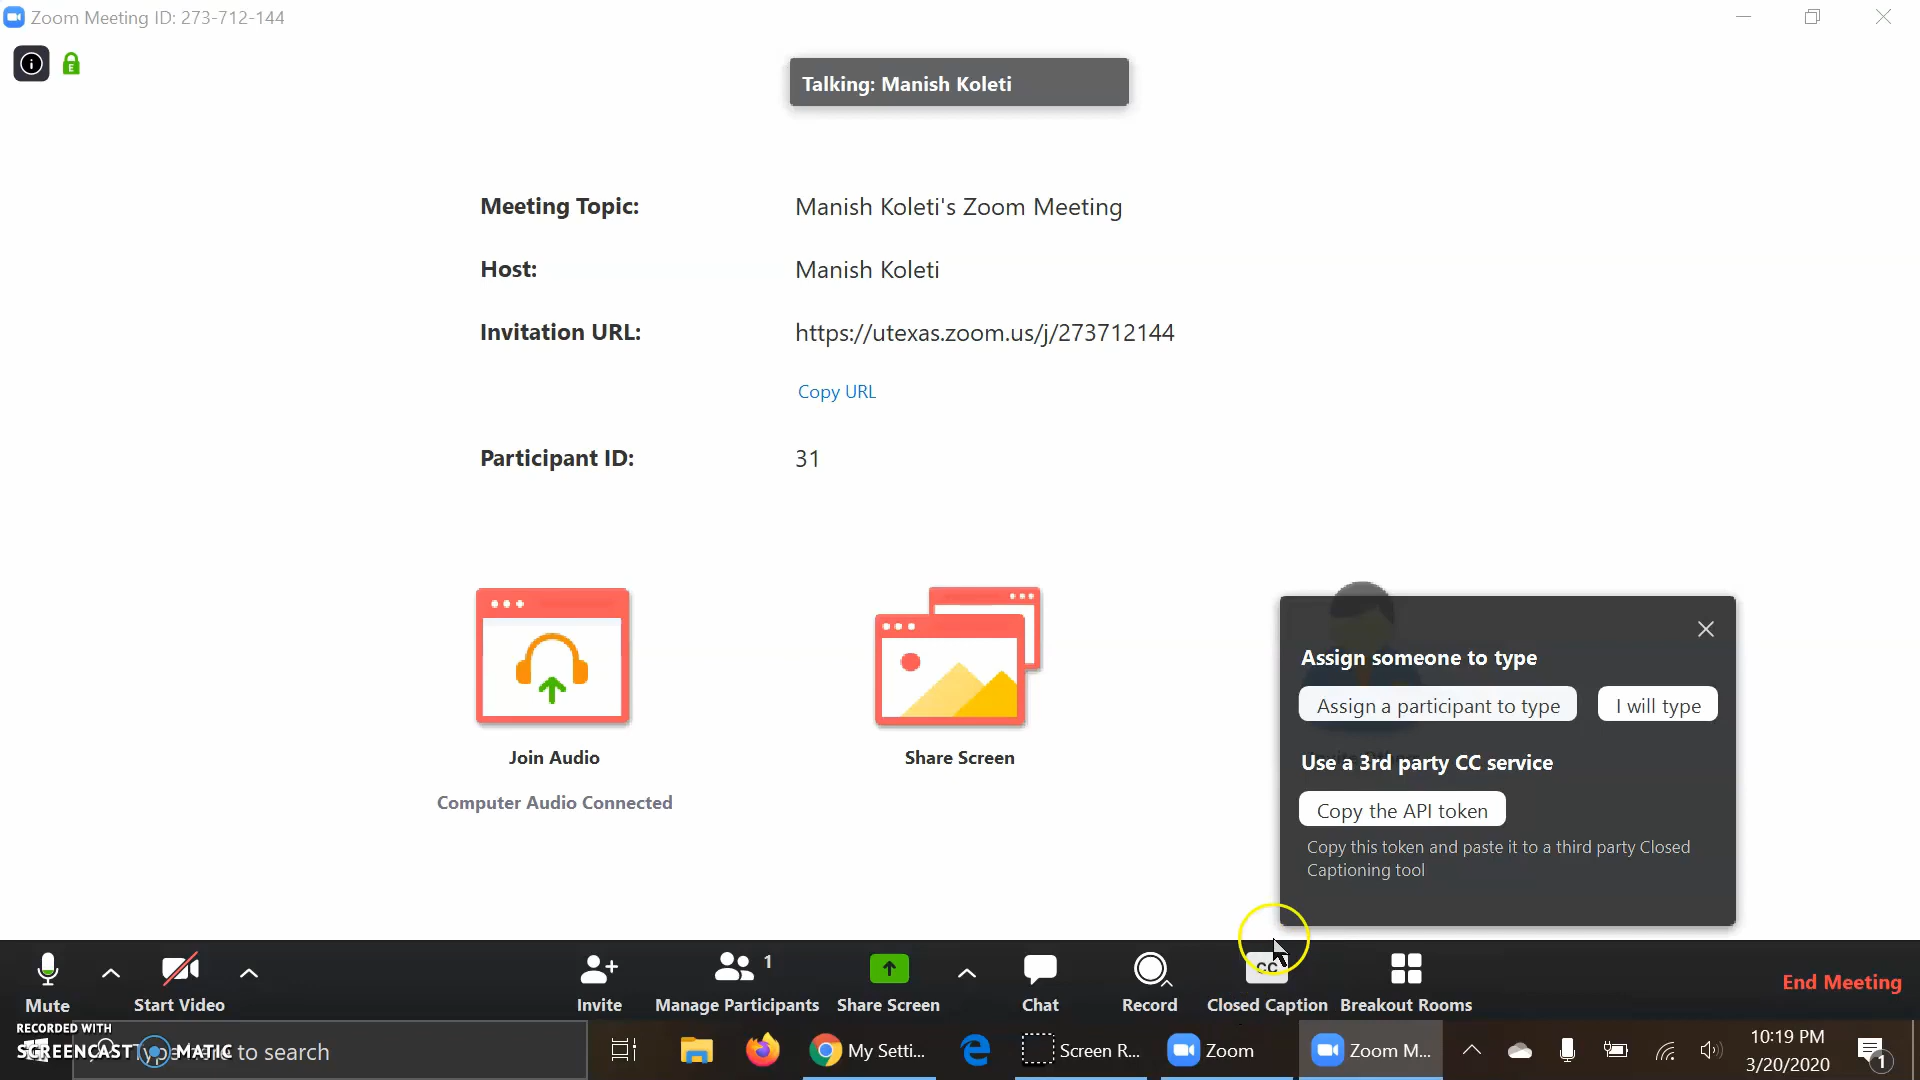 Zoom Meeting ID: 273-712-144
Talking: Manish Koleti
Meeting Topic: Manish Koleti's Zoom Meeting
Host: Manish Koleti
Invitation URL: https://utexas.zoom.us/j/273712144
Copy URL
Participant ID: 31
Join Audio
Computer Audio Connected
Share Screen
Assign someone to type
Assign a participant to type
I will type
Use a 3rd party CC service
Copy the API token
Copy this token and paste it to a third party Closed
Captioning tool
1
CC
Mute
Start Video
Invite
Manage Participants
Share Screen
Chat
Record
Closed Caption
Breakout Rooms
End Meeting
RECORDED WITH
SCREENCAST MATIC
to search
My Setti...
Screen R...
Zoom
Zoom M...
10:19 PM
3/20/2020
1